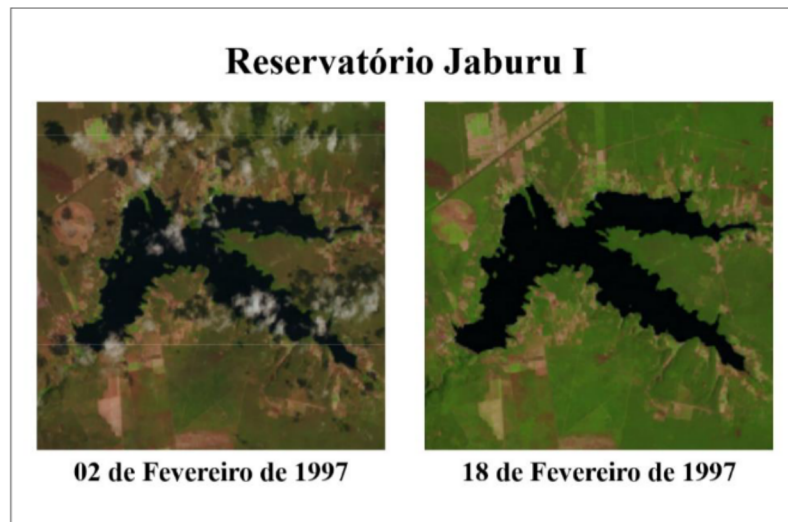 Reservatório Jaburu I
02 de Fevereiro de 1997
18 de Fevereiro de 1997